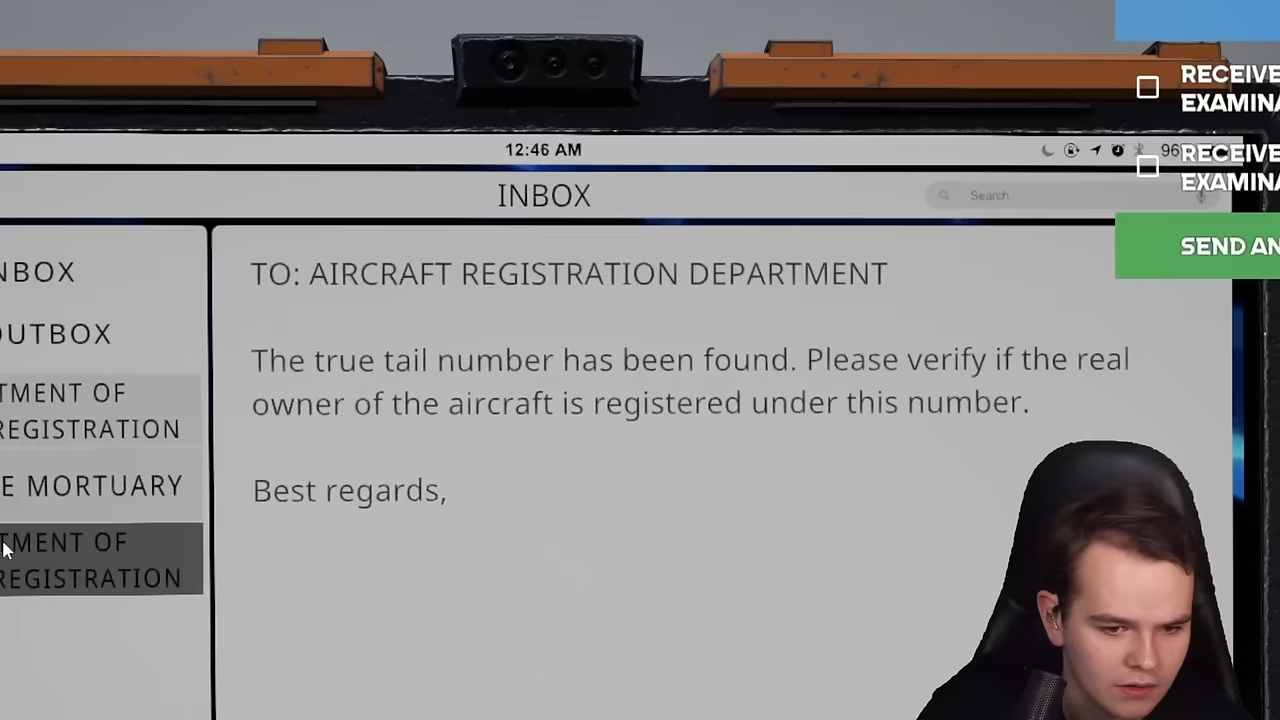 RECEIVE
EXAMINA
12:46 AM
96
RECEIVE
EXAMINA
INBOX
Search
SEND AN
NBOX
TO: AIRCRAFT REGISTRATION DEPARTMENT
OUTBOX
The true tail number has been found. Please verify if the real
owner of the aircraft is registered under this number.
TMENT OF
REGISTRATION
E MORTUARY
Best regards,
TMENT OF
REGISTRATION